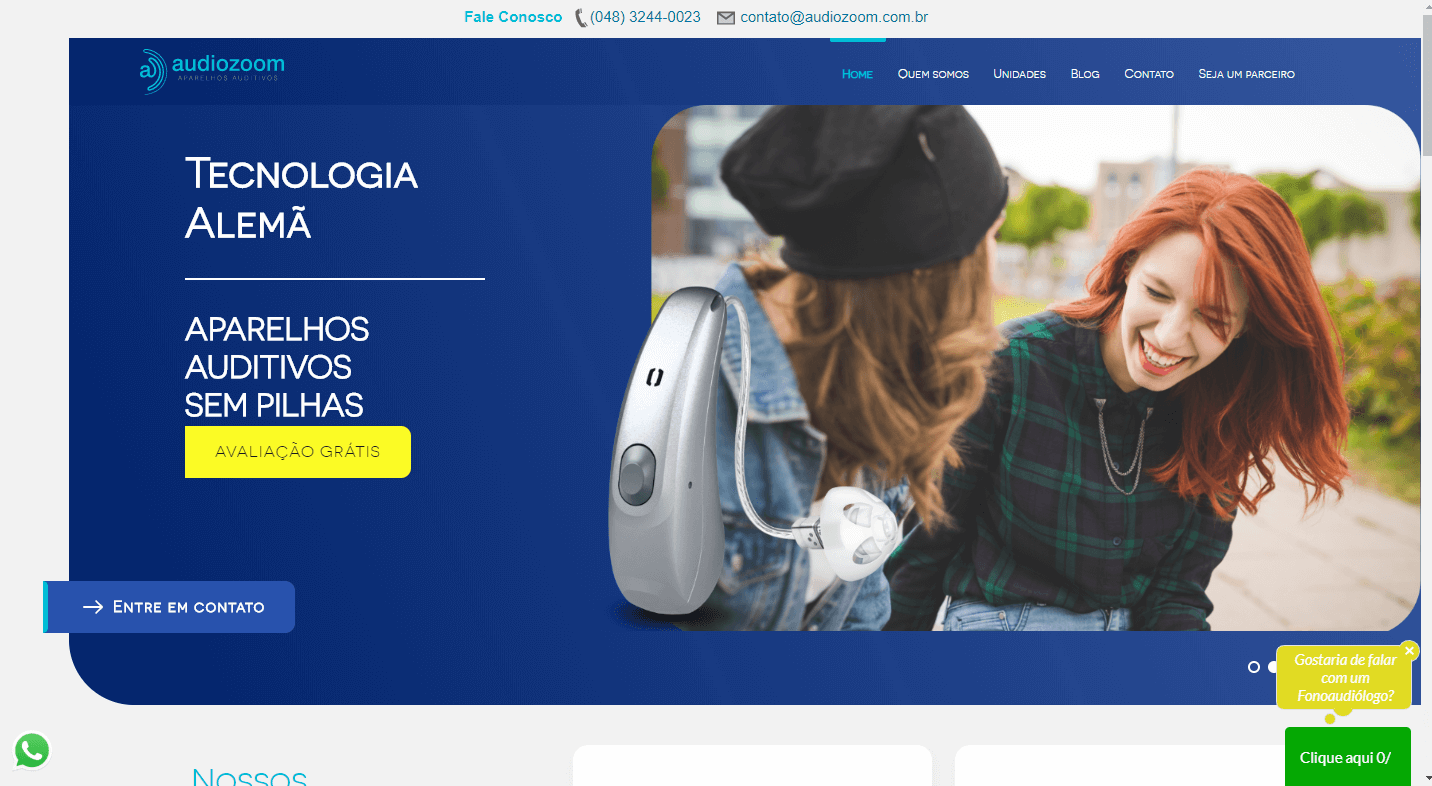 Fale Conosco (048) 3244-0023 contato@audiozoom.com.br
a audiozoom
APARELHOS AUDITIVOS
Home Quem somos Unidades Blog Contato Seja um parceiro
Tecnologia
Alemã
APARELHOS
AUDITIVOS
SEM PILHAS
AVALIAÇÃO GRÁTIS
→ Entre em contato
Gostaria de falar
com um
Fonoaudiólogo?
Clique aqui 0/
Nossos